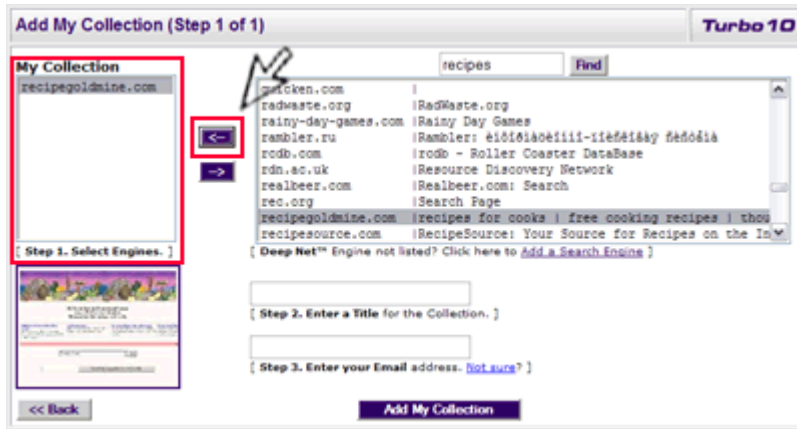 Add My Collection (Step 1 of 1)
Turbo10
My Collection
recipes
Find
recipegoldmine.com
quicken.com |
radwaste.org |RadWaste.org
rainy-day-games.com |Rainy Day Games
rambler.ru |Rambler:
rcdb.com |rcdb - Roller Coaster DataBase
rdn.ac.uk |Resource Discovery Network
realbeer.com |Realbeer.com: Search
rec.org |Search Page
recipegoldmine.com |recipes for cooks | free cooking recipes | thou
recipesource.com |RecipeSource: Your Source for Recipes on the In
<--
-->
[ Step 1. Select Engines. ]
[ Deep Net™ Engine not listed? Click here to Add a Search Engine ]
[ Step 2. Enter a Title for the Collection. ]
[ Step 3. Enter your Email address. Not sure? ]
<< Back
Add My Collection